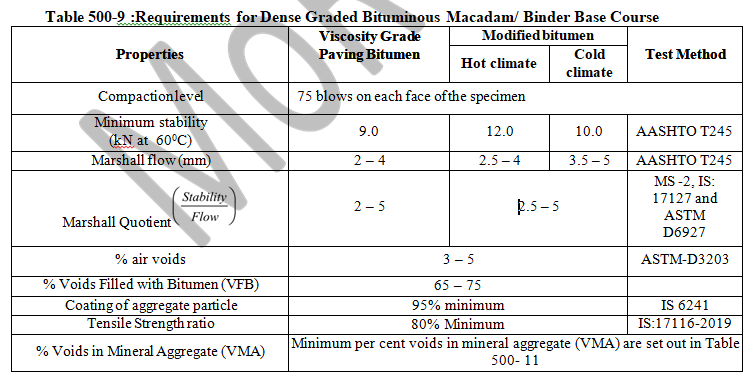 Table 500-9 :Requirements for Dense Graded Bituminous Macadam/ Binder Base Course
Properties
Viscosity Grade
Paving Bitumen
Modified bitumen
Hot climate
Cold
climate
Test Method
Compaction level
75 blows on each face of the specimen
Minimum stability
(kN at 60⁰C)
9.0
12.0
10.0
AASHTO T245
Marshall flow (mm)
2 – 4
2.5 – 4
3.5 – 5
AASHTO T245
Marshall Quotient (Stability/Flow)
2 – 5
2.5 – 5
MS -2, IS:
17127 and
ASTM
D6927
% air voids
3 – 5
ASTM-D3203
% Voids Filled with Bitumen (VFB)
65 – 75
Coating of aggregate particle
95% minimum
IS 6241
Tensile Strength ratio
80% Minimum
IS:17116-2019
% Voids in Mineral Aggregate (VMA)
Minimum per cent voids in mineral aggregate (VMA) are set out in Table
500- 11